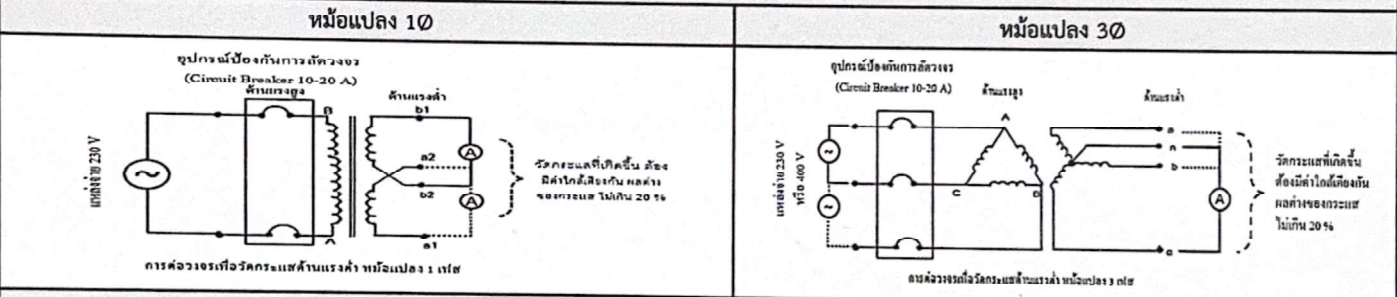 หม้อแปลง 1Ø
อุปกรณ์ป้องกันการลัดวงจร
(Circuit Breaker 10-20 A)
ด้านแรงสูง
ด้านแรงต่ำ
B
b1
แหล่งจ่าย 230 V
~
a2
b2
A
A
วัดกระแสที่เกิดขึ้น ต้อง
มีค่าใกล้เคียงกัน ผลต่าง
ของกระแส ไม่เกิน 20 %
A
a1
การต่อวงจรเพื่อวัดกระแสด้านแรงต่ำ หม้อแปลง 1 เฟส
หม้อแปลง 3Ø
อุปกรณ์ป้องกันการลัดวงจร
(Circuit Breaker 10-20 A)
ด้านแรงสูง
ด้านแรงต่ำ
A
แหล่งจ่าย 230 V
หรือ 400 V
~
~
C
B
a
n
b
A
วัดกระแสที่เกิดขึ้น
ต้องมีค่าใกล้เคียงกัน
ผลต่างของกระแส
ไม่เกิน 20 %
c
การต่อวงจรเพื่อวัดกระแสด้านแรงต่ำ หม้อแปลง 3 เฟส